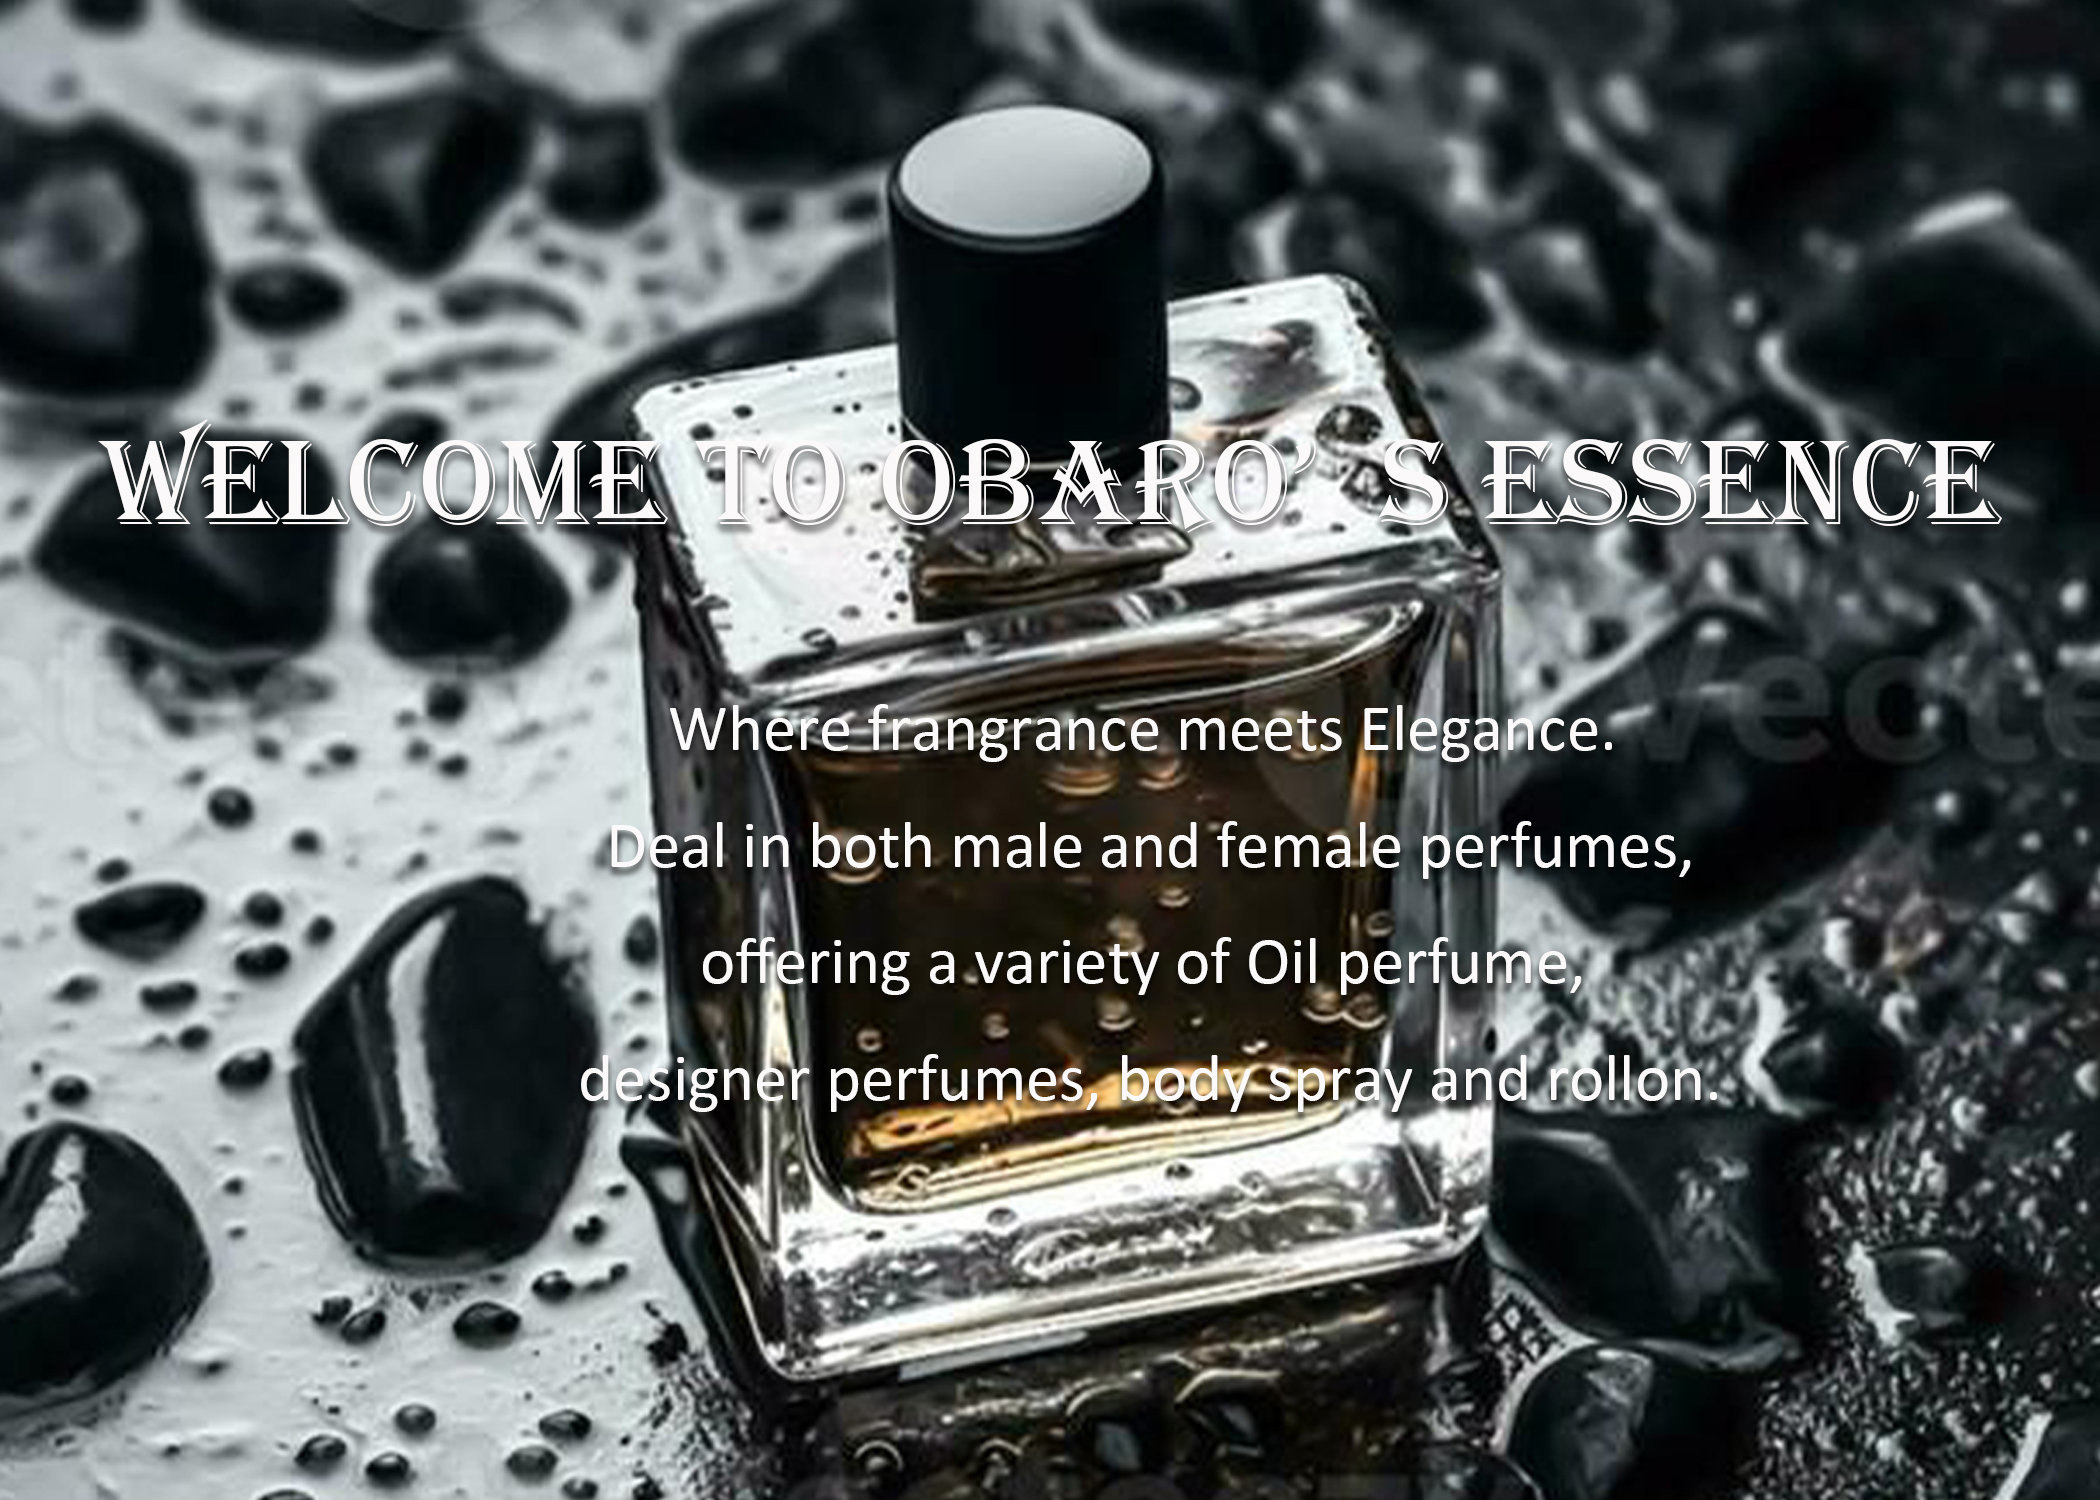 WELCOME TO OBARO’ S ESSENCE
Where frangrance meets Elegance.
Deal in both male and female perfumes,
offering a variety of Oil perfume,
designer perfumes, body spray and rollon.